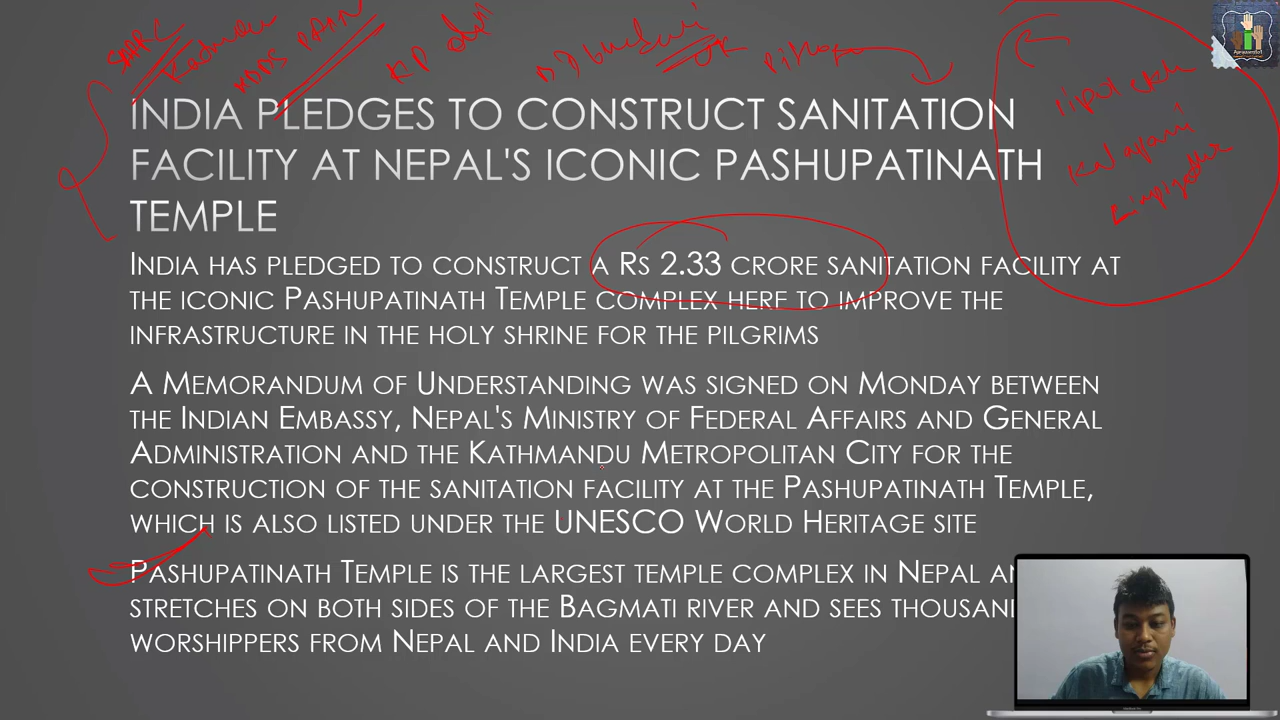 SAARC
INDIA PLEDGES TO CONSTRUCT SANITATION
FACILITY AT NEPAL'S ICONIC PASHUPATINATH
TEMPLE
INDIA HAS PLEDGED TO CONSTRUCT A RS 2.33 CRORE SANITATION FACILITY AT
THE ICONIC PASHUPATINATH TEMPLE COMPLEX HERE TO IMPROVE THE
INFRASTRUCTURE IN THE HOLY SHRINE FOR THE PILGRIMS
A MEMORANDUM OF UNDERSTANDING WAS SIGNED ON MONDAY BETWEEN
THE INDIAN EMBASSY, NEPAL'S MINISTRY OF FEDERAL AFFAIRS AND GENERAL
ADMINISTRATION AND THE KATHMANDU METROPOLITAN CITY FOR THE
CONSTRUCTION OF THE SANITATION FACILITY AT THE PASHUPATINATH TEMPLE,
WHICH IS ALSO LISTED UNDER THE UNESCO WORLD HERITAGE SITE
PASHUPATINATH TEMPLE IS THE LARGEST TEMPLE COMPLEX IN NEPAL
STRETCHES ON BOTH SIDES OF THE BAGMATI RIVER AND SEES
WORSHIPPERS FROM NEPAL AND INDIA EVERY DAY